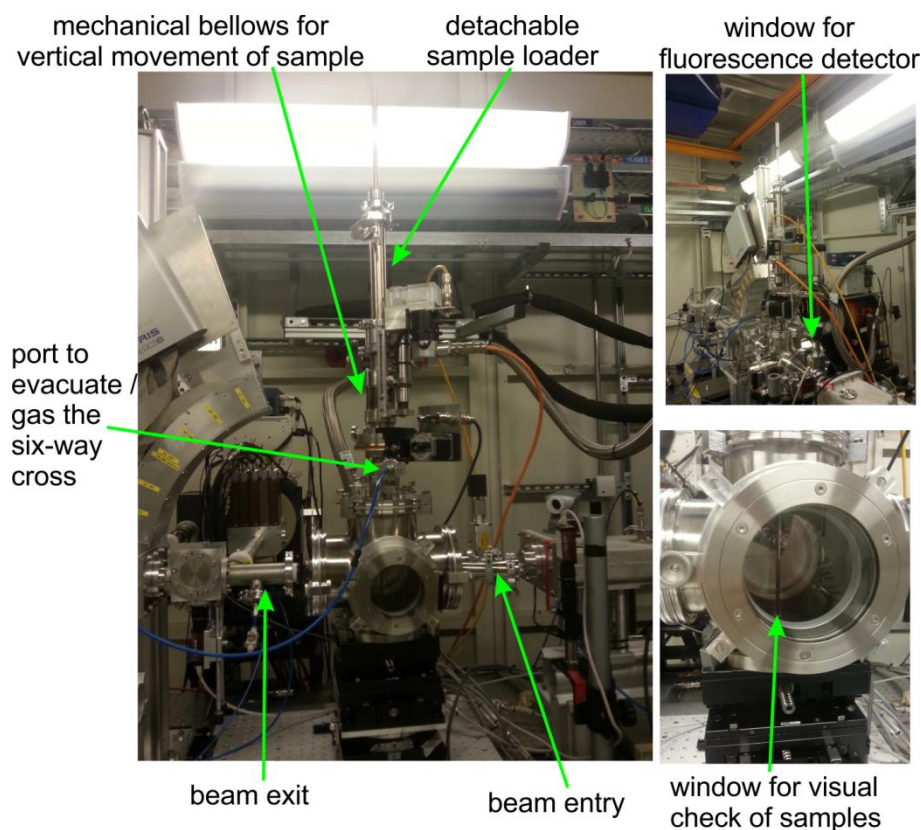 mechanical bellows for
vertical movement of sample
detachable
sample loader
window for
fluorescence detector
port to
evacuate /
gas the
six-way
cross
beam exit
beam entry
window for visual
check of samples